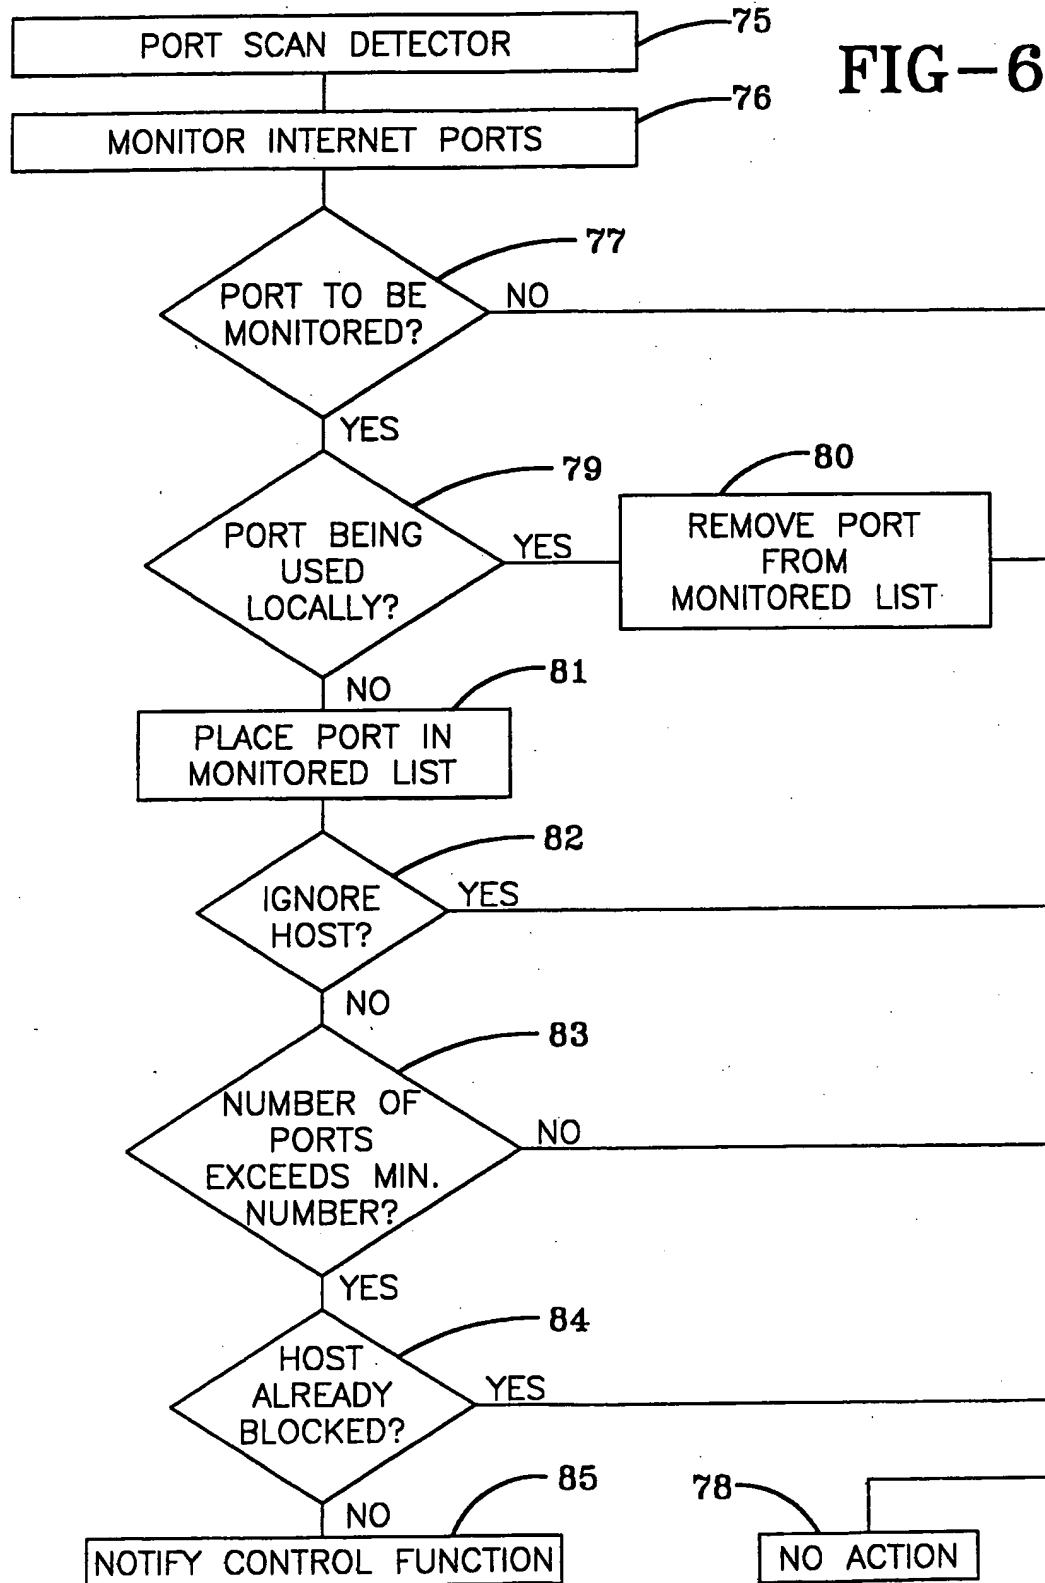 PORT SCAN DETECTOR
75
FIG-6
MONITOR INTERNET PORTS
76
PORT TO BE
MONITORED?
77
NO
YES
PORT BEING
USED
LOCALLY?
79
YES
80
REMOVE PORT
FROM
MONITORED LIST
NO
81
PLACE PORT IN
MONITORED LIST
82
IGNORE
HOST?
YES
NO
83
NUMBER OF
PORTS
EXCEEDS MIN.
NUMBER?
NO
YES
84
HOST
ALREADY
BLOCKED?
YES
NO
85
NOTIFY CONTROL FUNCTION
78
NO ACTION